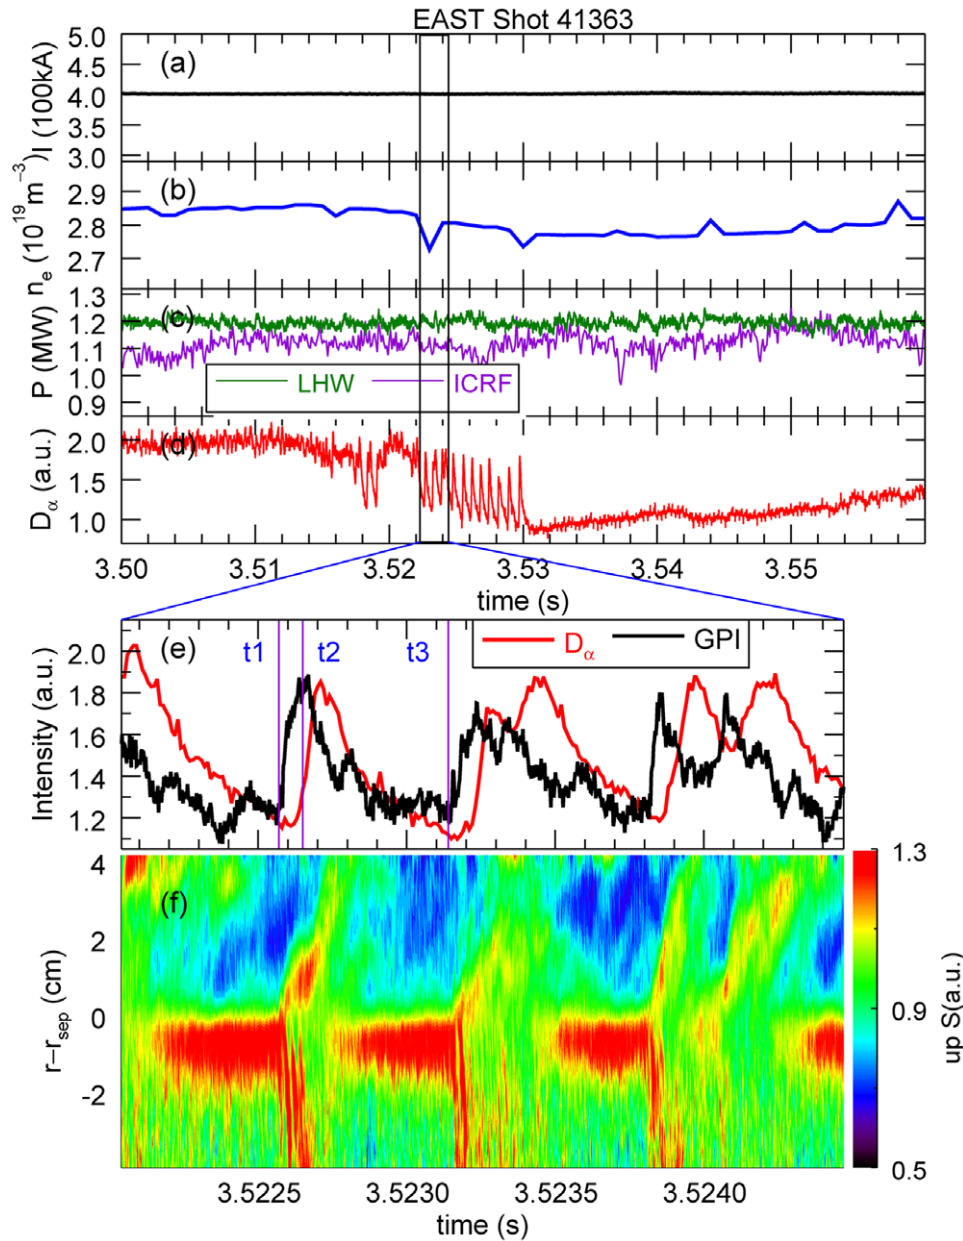 EAST Shot 41363
I (100kA)
5.0
4.5
4.0
3.5
3.0
(a)
n_e (10^19 m^−3)
2.9
2.8
2.7
(b)
P (MW)
1.3
1.2
1.1
1.0
0.9
(c)
LHW ICRF
D_α (a.u.)
2.0
1.5
1.0
(d)
3.50 3.51 3.52 3.53 3.54 3.55
time (s)
Intensity (a.u.)
2.0
1.8
1.6
1.4
1.2
(e) t1 t2 t3
D_α GPI
r−r_sep (cm)
4
2
0
-2
(f)
1.3
0.9
0.5
up S(a.u.)
3.5225 3.5230 3.5235 3.5240
time (s)